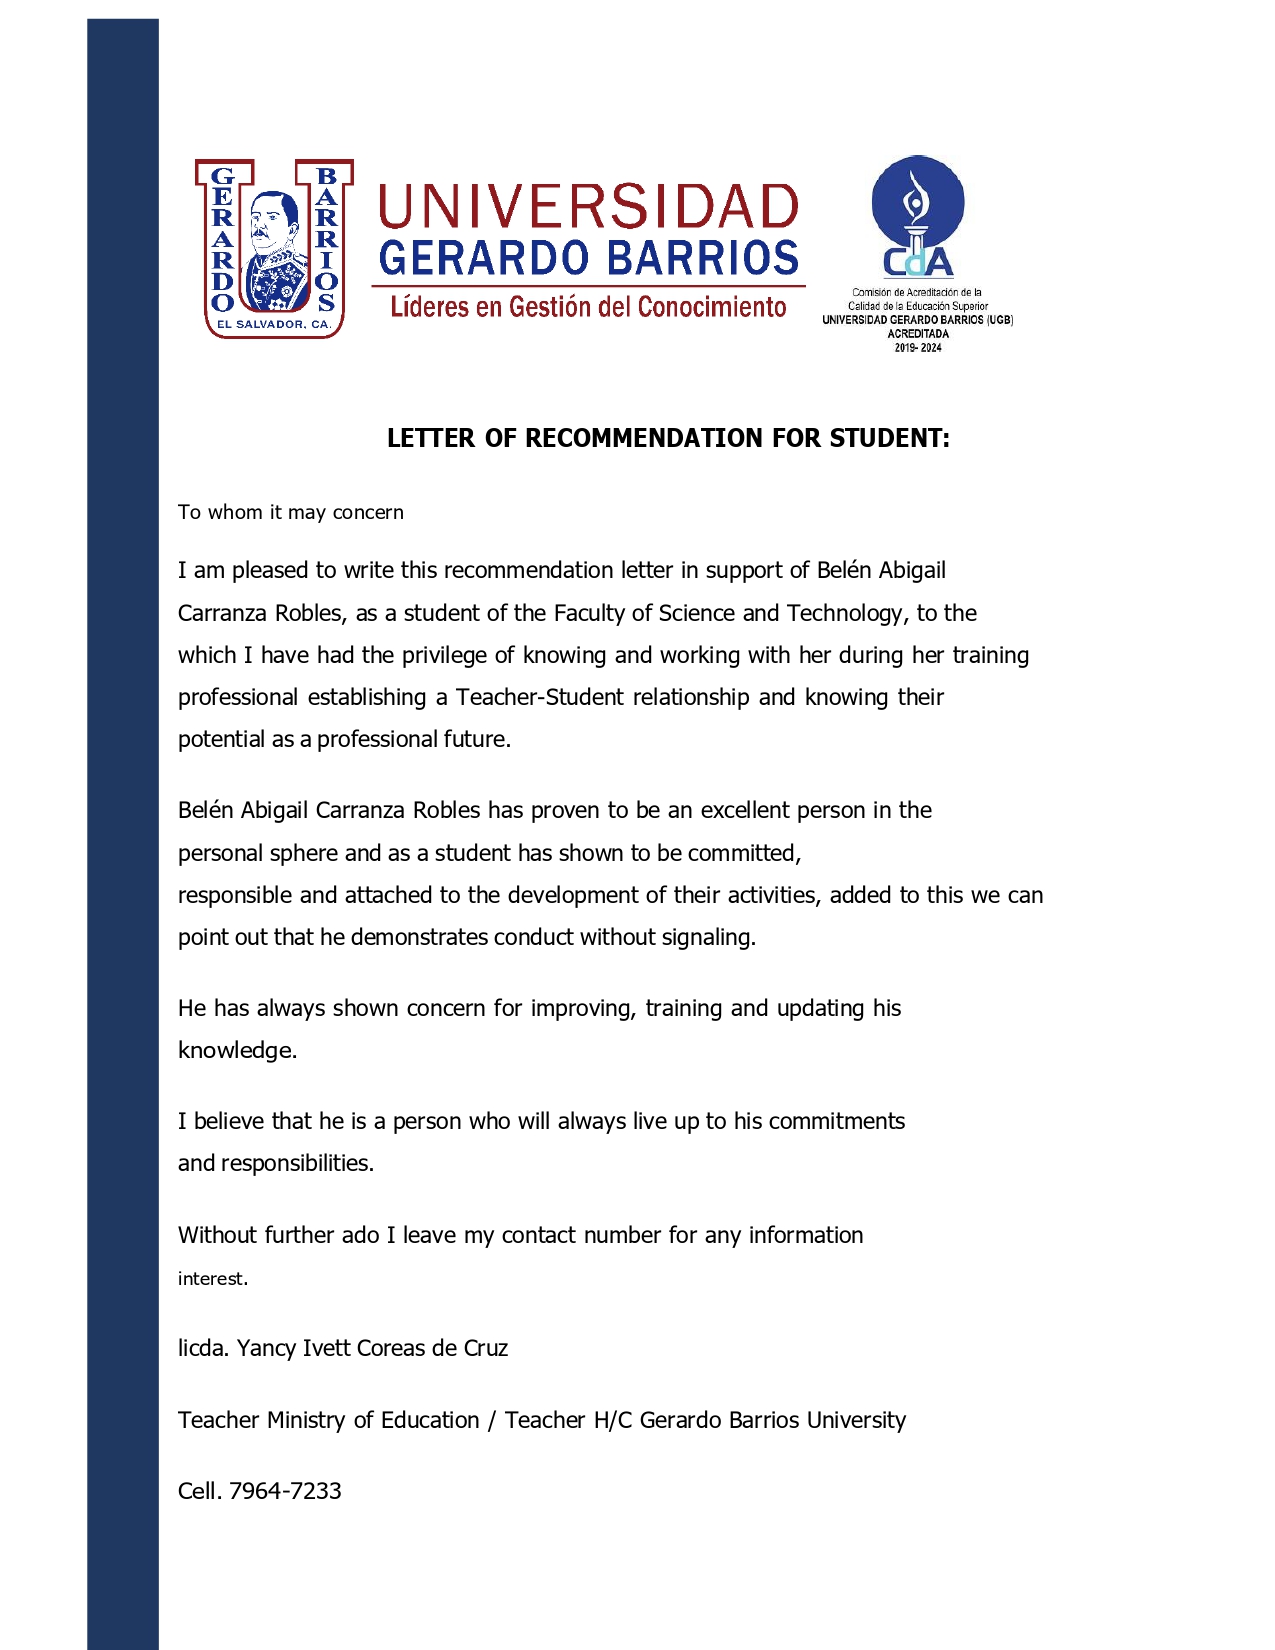 GERARDO
BARRIOS
EL SALVADOR, CA.
UNIVERSIDAD
GERARDO BARRIOS
Líderes en Gestión del Conocimiento
CdA
Comisión de Acreditación de la
Calidad de la Educación Superior
UNIVERSIDAD GERARDO BARRIOS (UGB)
ACREDITADA
2019- 2024
LETTER OF RECOMMENDATION FOR STUDENT:
To whom it may concern
I am pleased to write this recommendation letter in support of Belén Abigail
Carranza Robles, as a student of the Faculty of Science and Technology, to the
which I have had the privilege of knowing and working with her during her training
professional establishing a Teacher-Student relationship and knowing their
potential as a professional future.
Belén Abigail Carranza Robles has proven to be an excellent person in the
personal sphere and as a student has shown to be committed,
responsible and attached to the development of their activities, added to this we can
point out that he demonstrates conduct without signaling.
He has always shown concern for improving, training and updating his
knowledge.
I believe that he is a person who will always live up to his commitments
and responsibilities.
Without further ado I leave my contact number for any information
interest.
licda. Yancy Ivett Coreas de Cruz
Teacher Ministry of Education / Teacher H/C Gerardo Barrios University
Cell. 7964-7233